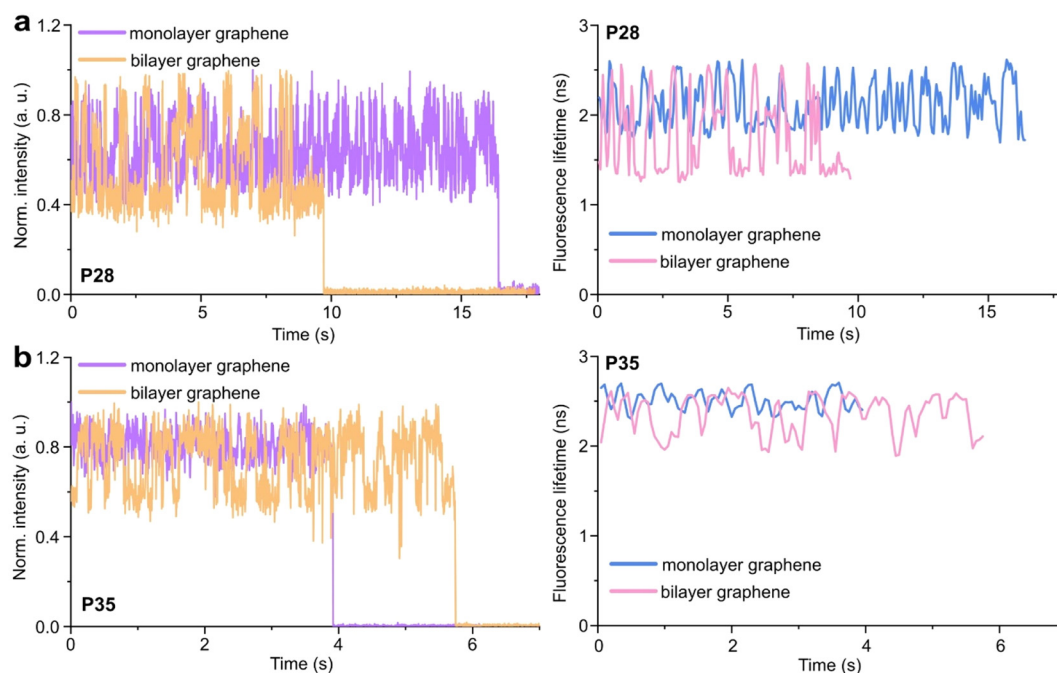 a
1.2
0.8
0.4
0.0
Norm. intensity (a. u.)
monolayer graphene
bilayer graphene
P28
0 5 10 15
Time (s)
P28
3
2
1
0
Fluorescence lifetime (ns)
monolayer graphene
bilayer graphene
0 5 10 15
Time (s)
b
1.2
0.8
0.4
0.0
Norm. intensity (a. u.)
monolayer graphene
bilayer graphene
P35
0 2 4 6
Time (s)
P35
3
2
1
0
Fluorescence lifetime (ns)
monolayer graphene
bilayer graphene
0 2 4 6
Time (s)